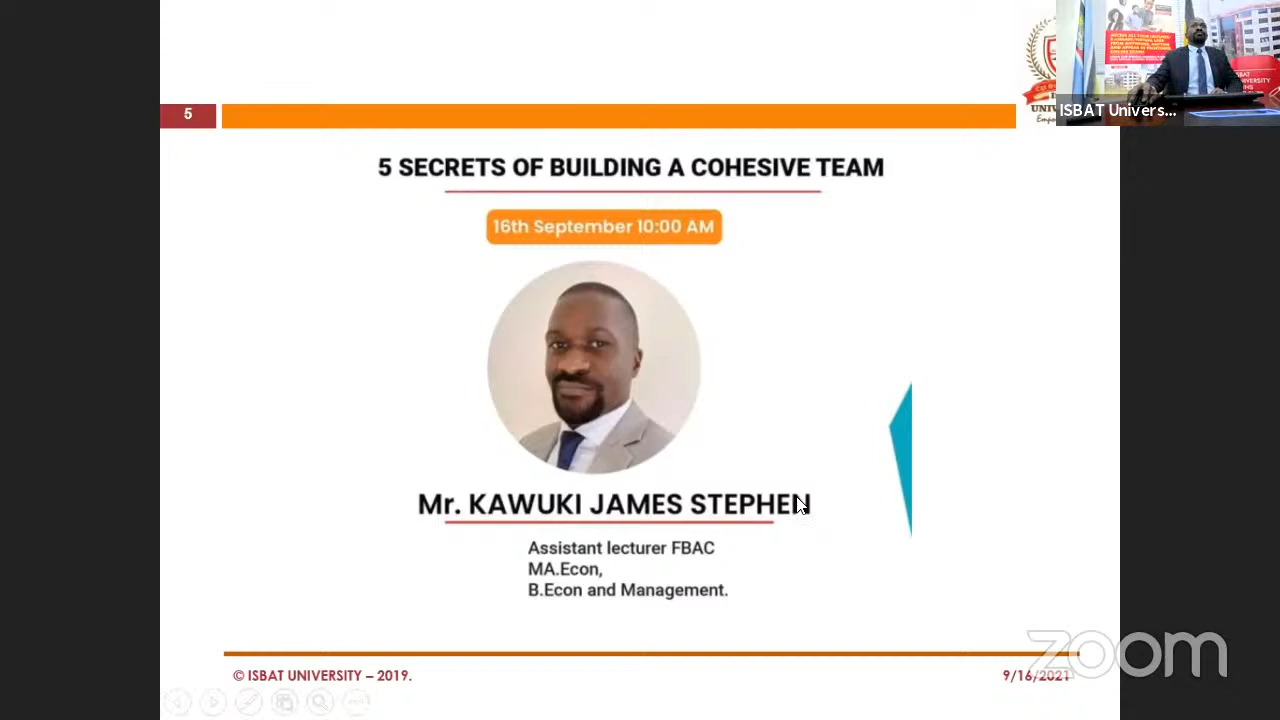 5
5 SECRETS OF BUILDING A COHESIVE TEAM
16th September 10:00 AM
Mr. KAWUKI JAMES STEPHEN
Assistant lecturer FBAC
MA.Econ,
B.Econ and Management.
© ISBAT UNIVERSITY – 2019.
9/16/2021
zoom
ISBAT Univers...